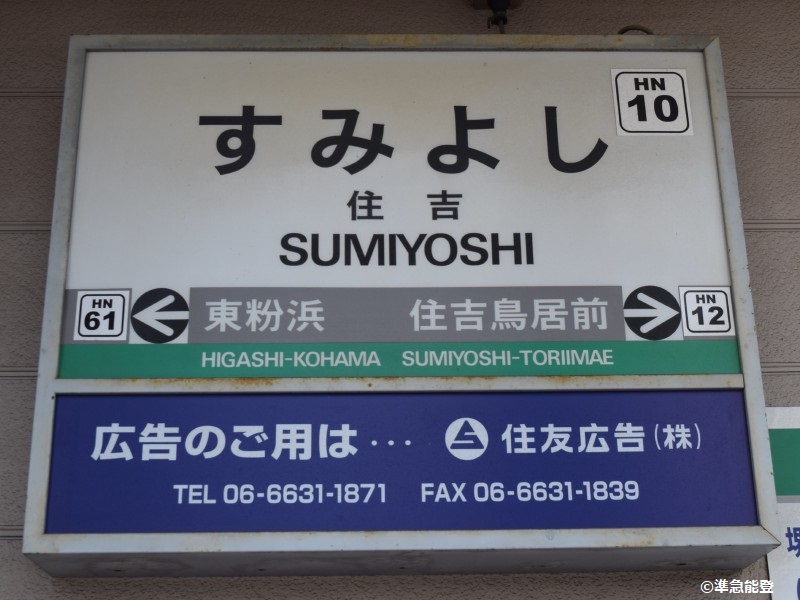 すみよし
HN
10
住吉
SUMIYOSHI
HN
61
東粉浜
住吉鳥居前
HN
12
HIGASHI-KOHAMA
SUMIYOSHI-TORIIMAE
広告のご用は… 住友広告(株)
TEL 06-6631-1871 FAX 06-6631-1839
©準急能登